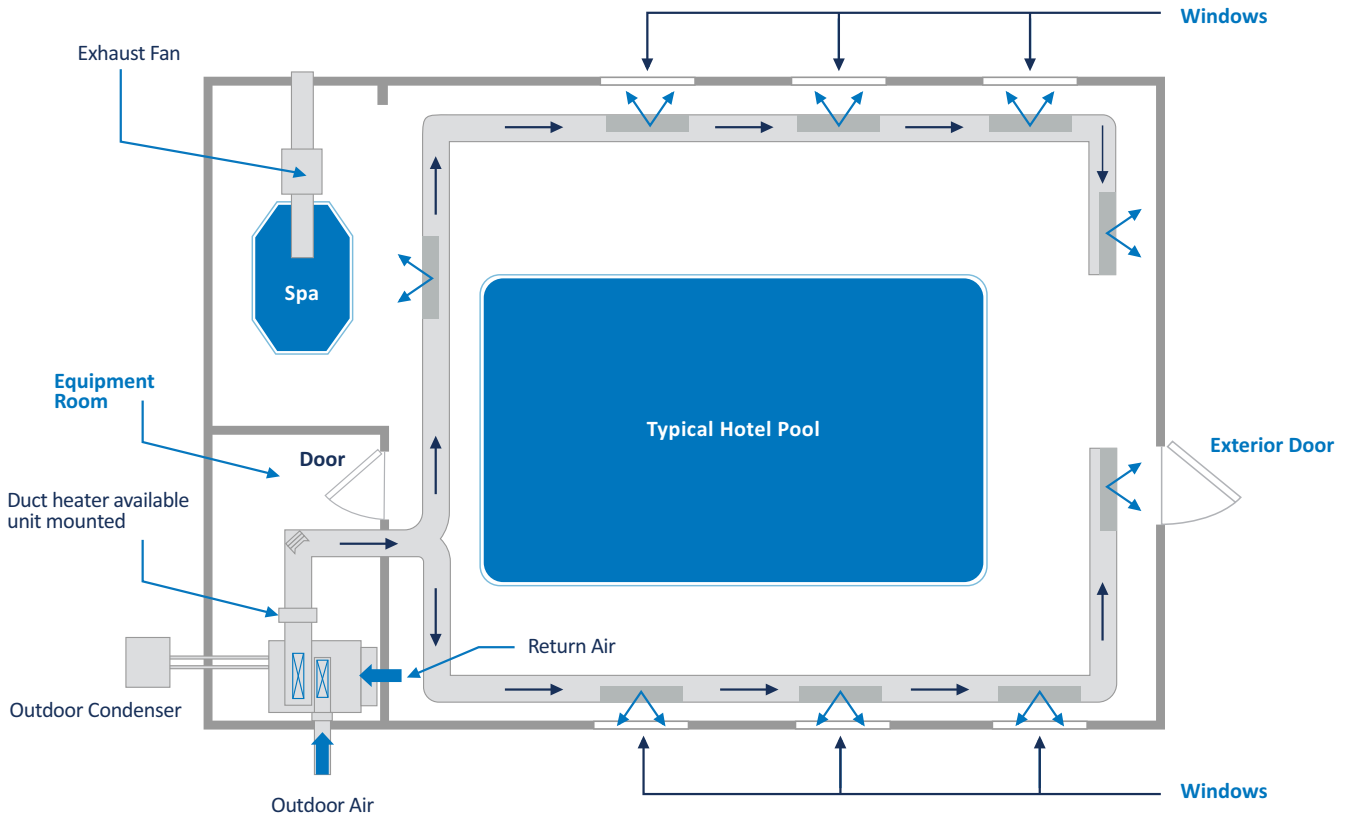 Windows
Exhaust Fan
Spa
Equipment
Room
Typical Hotel Pool
Door
Exterior Door
Duct heater available
unit mounted
Return Air
Outdoor Condenser
Windows
Outdoor Air